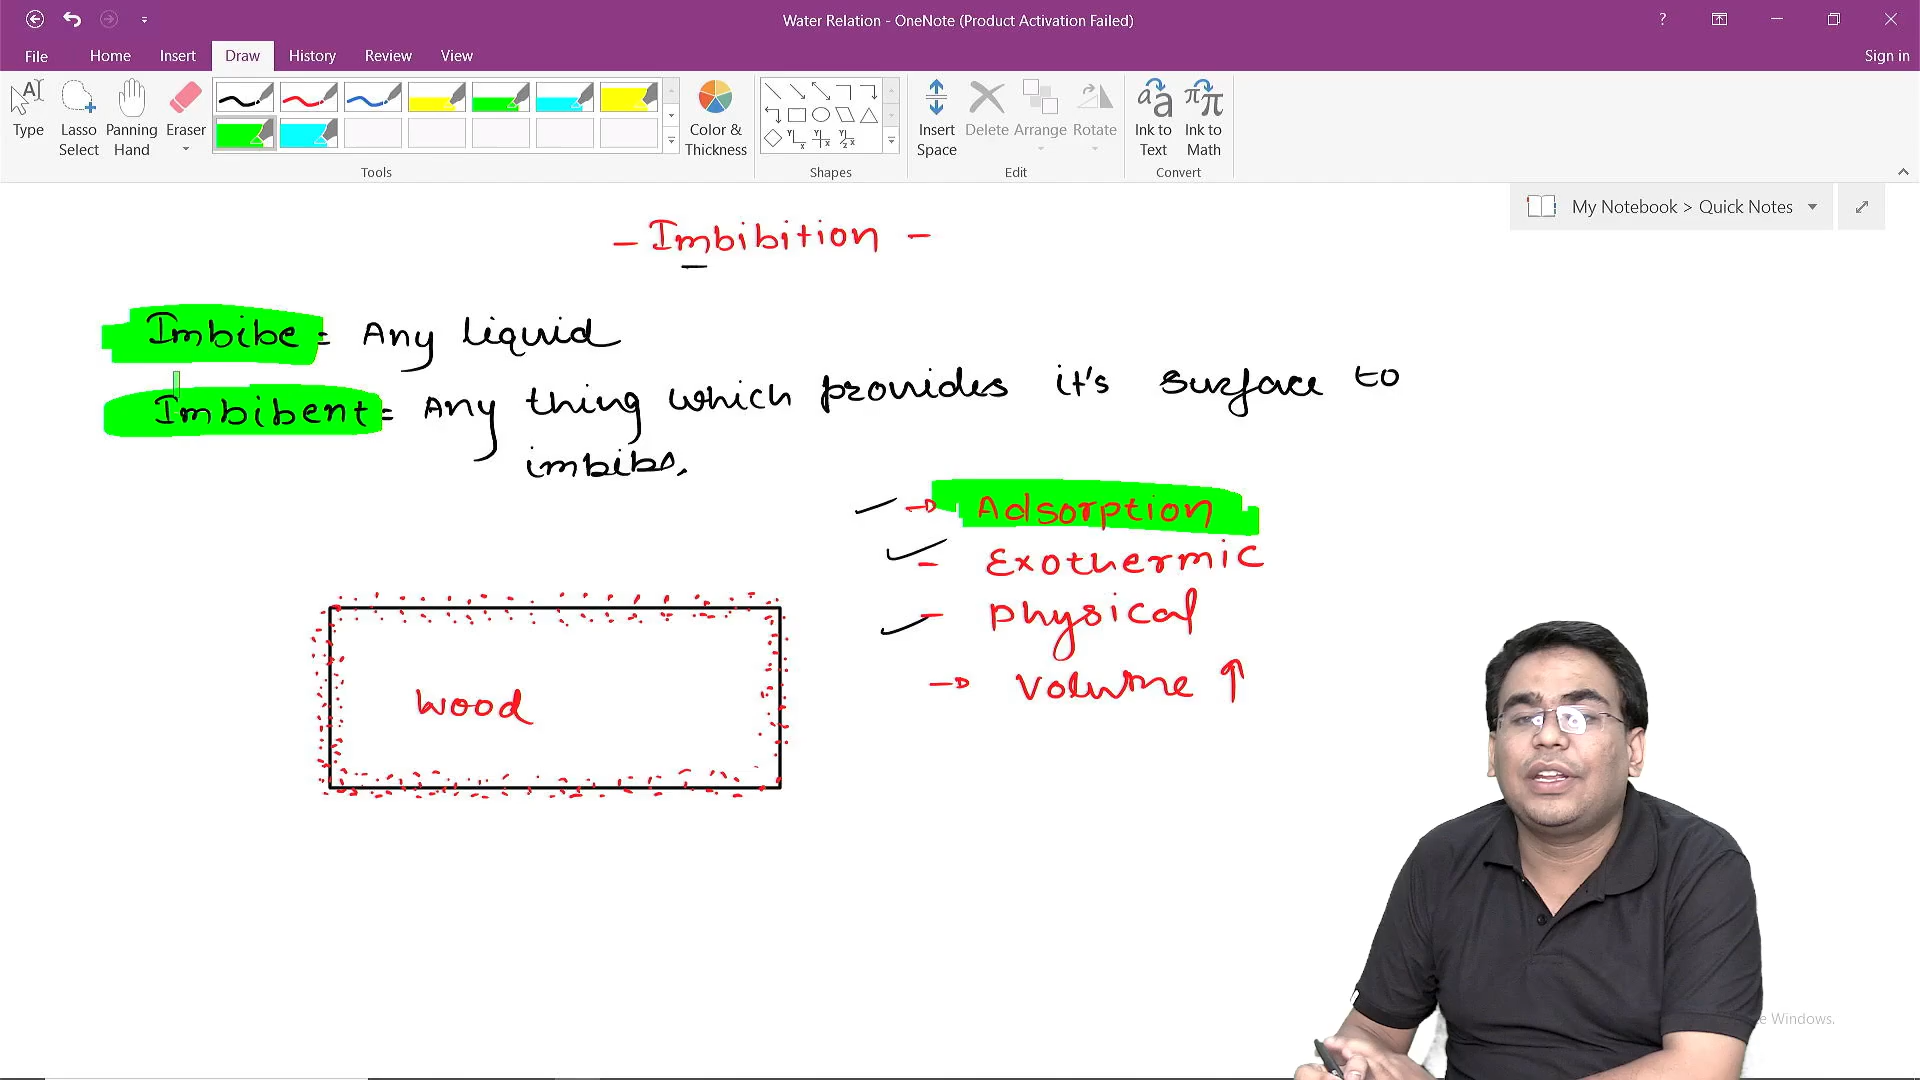 Water Relation - OneNote (Product Activation Failed)
?
File Home Insert Draw History Review View Sign in
Type Lasso Select Panning Hand Eraser Color & Thickness Insert Space Delete Arrange Rotate Ink to Text Ink to Math
Tools Shapes Edit Convert
My Notebook > Quick Notes
- Imbibition -
Imbibe = Any liquid
Imbibent = Any thing which provides it's surface to
imbibe.
→ Adsorption
- Exothermic
- Physical
→ Volume ↑
wood
e Windows.